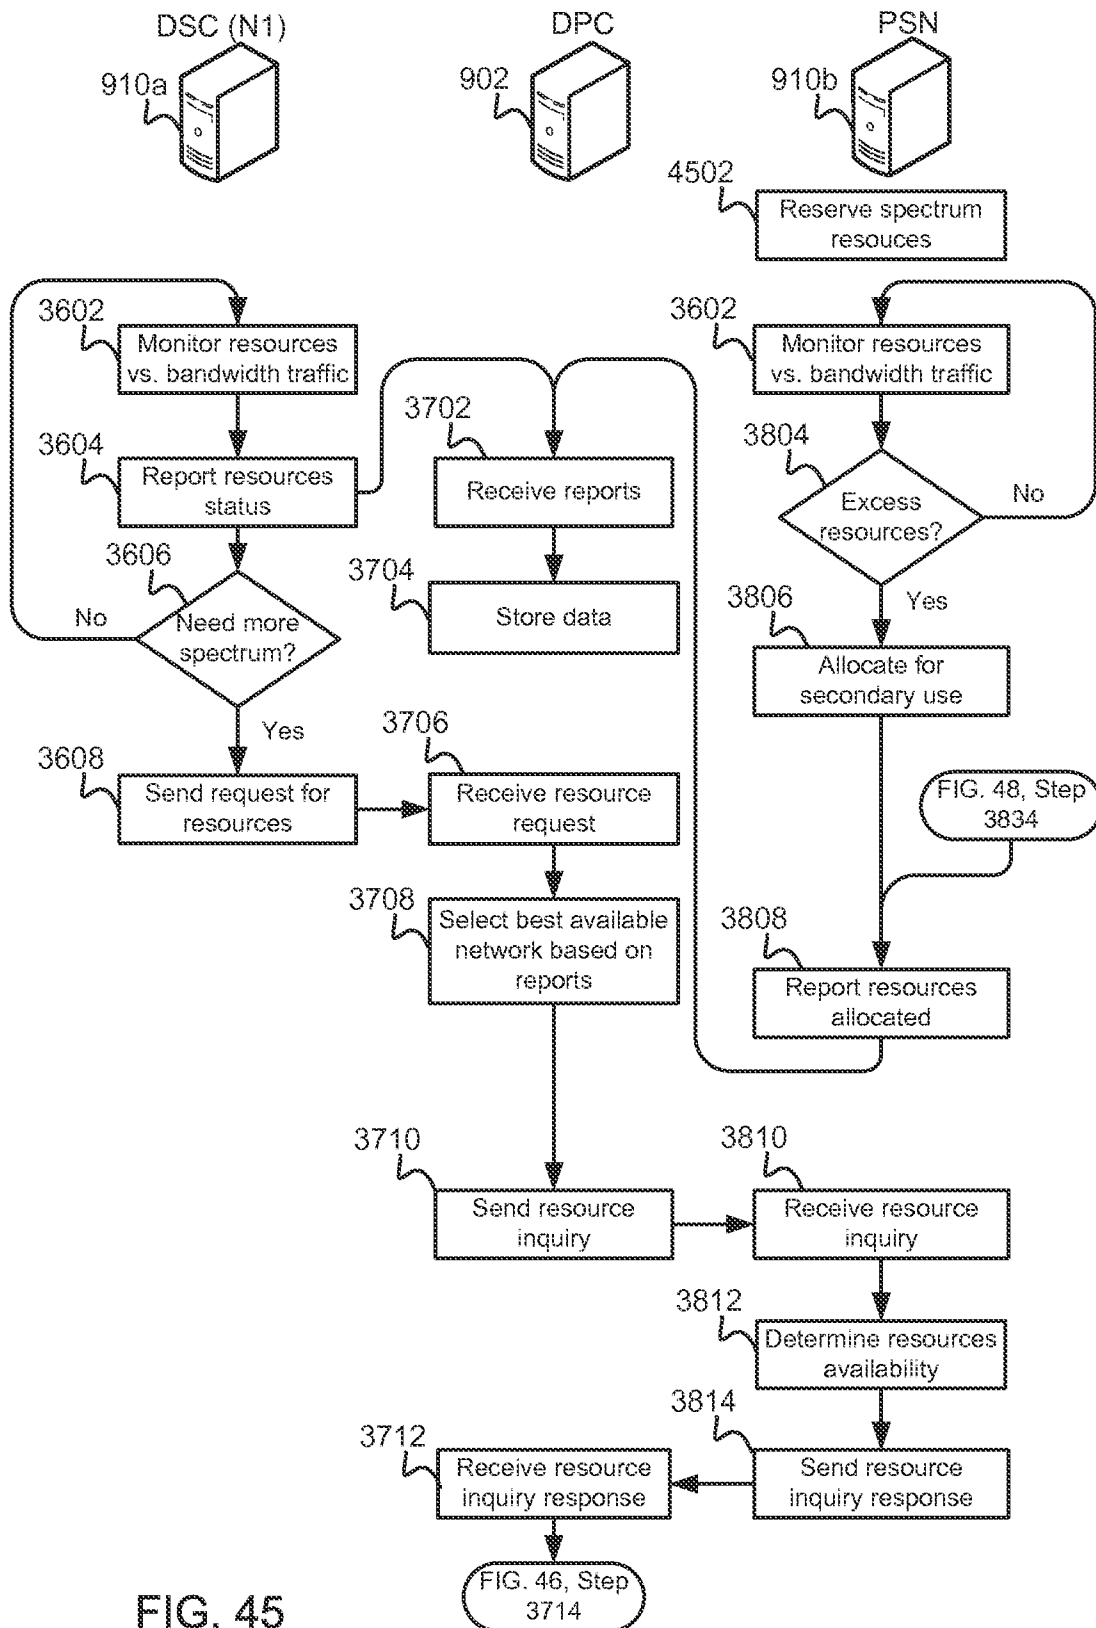 DSC (N1)
DPC
PSN
910a
902
910b
4502
Reserve spectrum
resouces
3602
Monitor resources
vs. bandwidth traffic
3602
Monitor resources
vs. bandwidth traffic
3604
Report resources
status
3702
Receive reports
3804
Excess
resources?
No
Yes
3606
Need more
spectrum?
No
Yes
3704
Store data
3806
Allocate for
secondary use
3608
Send request for
resources
3706
Receive resource
request
FIG. 48, Step
3834
3708
Select best available
network based on
reports
3808
Report resources
allocated
3710
Send resource
inquiry
3810
Receive resource
inquiry
3812
Determine resources
availability
3814
Send resource
inquiry response
3712
Receive resource
inquiry response
FIG. 46, Step
3714
FIG. 45